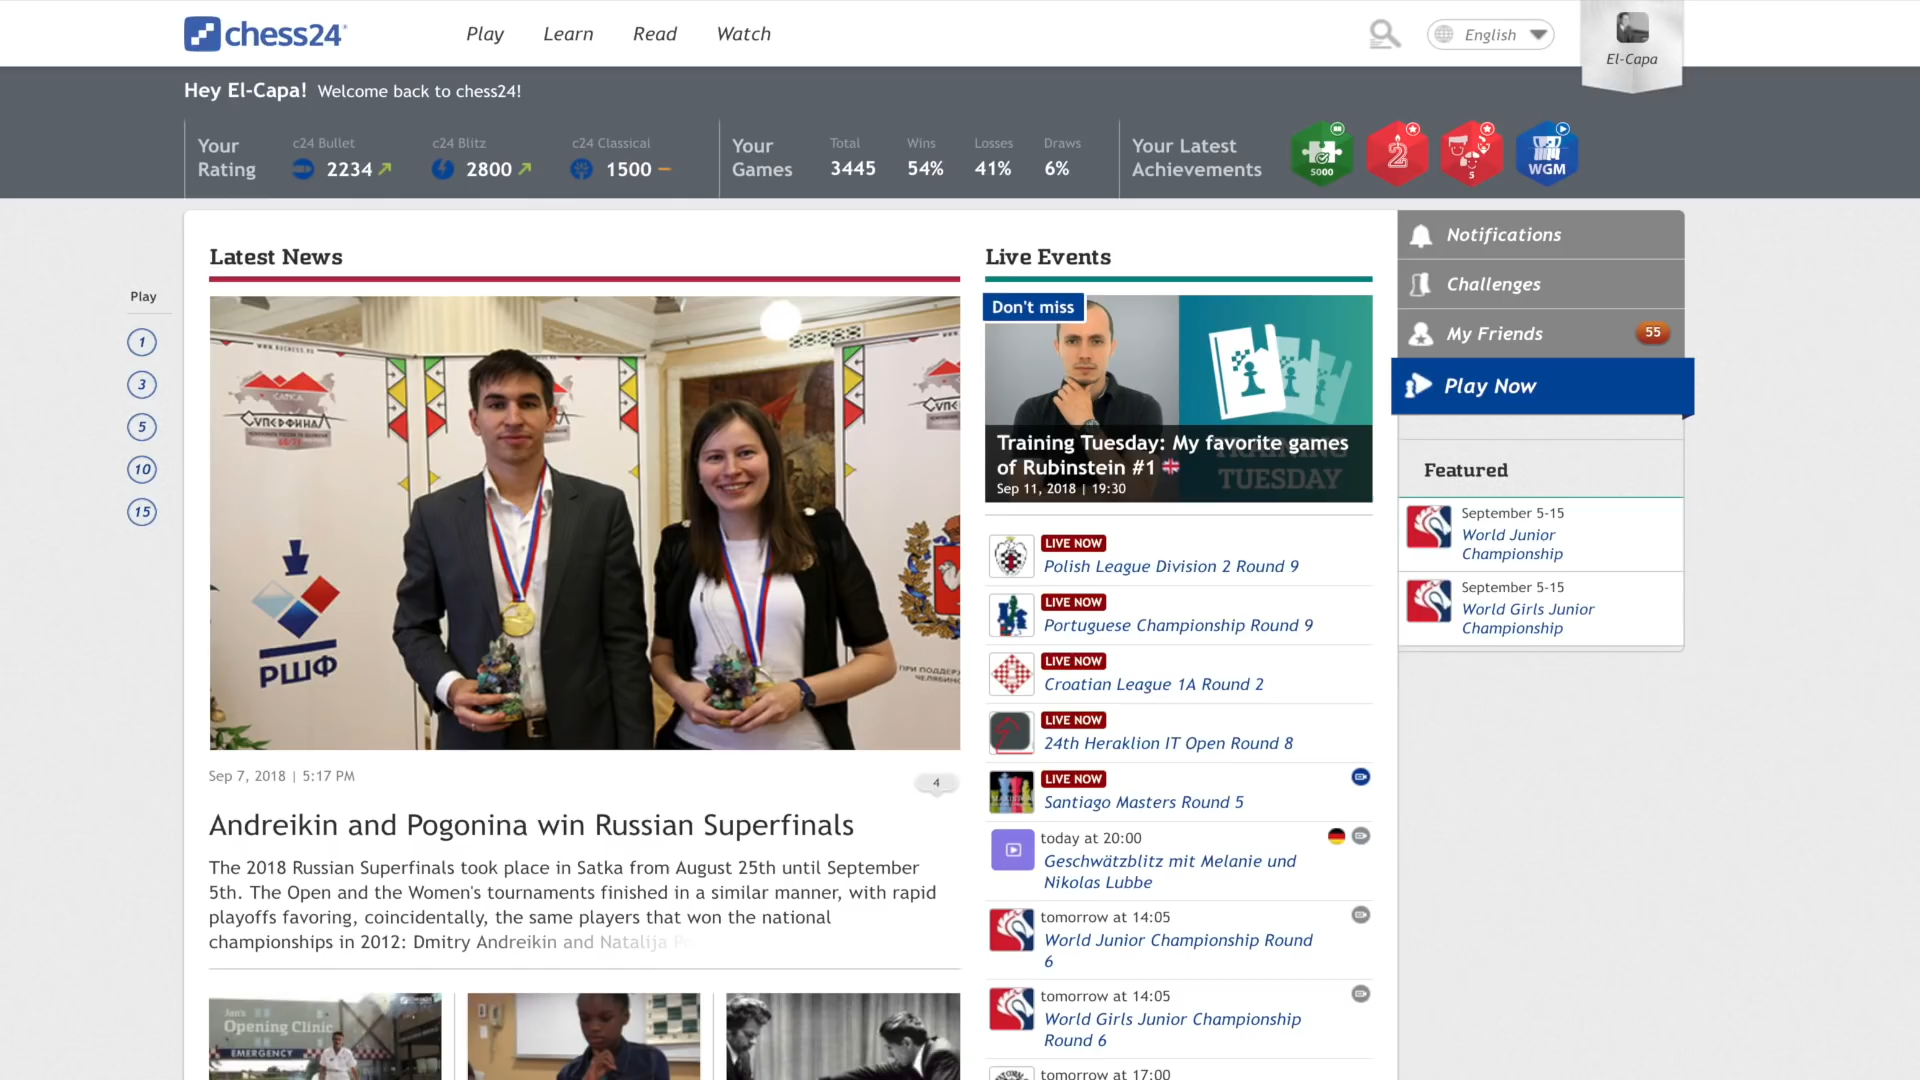 chess24
Play
Learn
Read
Watch
English
El-Capa
Hey El-Capa! Welcome back to chess24!
Your
Rating
c24 Bullet
2234
c24 Blitz
2800
c24 Classical
1500
Your
Games
Total
3445
Wins
54%
Losses
41%
Draws
6%
Your Latest
Achievements
5000
2
5
WGM
Play
1
3
5
10
15
Latest News
WWW.RUCHESS.RU
САТКА
СУПЕРФИНАЛ
РШФ
Sep 7, 2018 | 5:17 PM
4
Andreikin and Pogonina win Russian Superfinals
The 2018 Russian Superfinals took place in Satka from August 25th until September
5th. The Open and the Women's tournaments finished in a similar manner, with rapid
playoffs favoring, coincidentally, the same players that won the national
championships in 2012: Dmitry Andreikin and Natalija Po
Jan's
Opening Clinic
EMERGENCY
Live Events
Don't miss
Training Tuesday: My favorite games
of Rubinstein #1
Sep 11, 2018 | 19:30
TRAINING
TUESDAY
LIVE NOW
Polish League Division 2 Round 9
LIVE NOW
Portuguese Championship Round 9
LIVE NOW
Croatian League 1A Round 2
LIVE NOW
24th Heraklion IT Open Round 8
LIVE NOW
Santiago Masters Round 5
today at 20:00
Geschwätzblitz mit Melanie und
Nikolas Lubbe
tomorrow at 14:05
World Junior Championship Round
6
tomorrow at 14:05
World Girls Junior Championship
Round 6
tomorrow at 17:00
Notifications
Challenges
My Friends
55
Play Now
Featured
September 5-15
World Junior
Championship
September 5-15
World Girls Junior
Championship